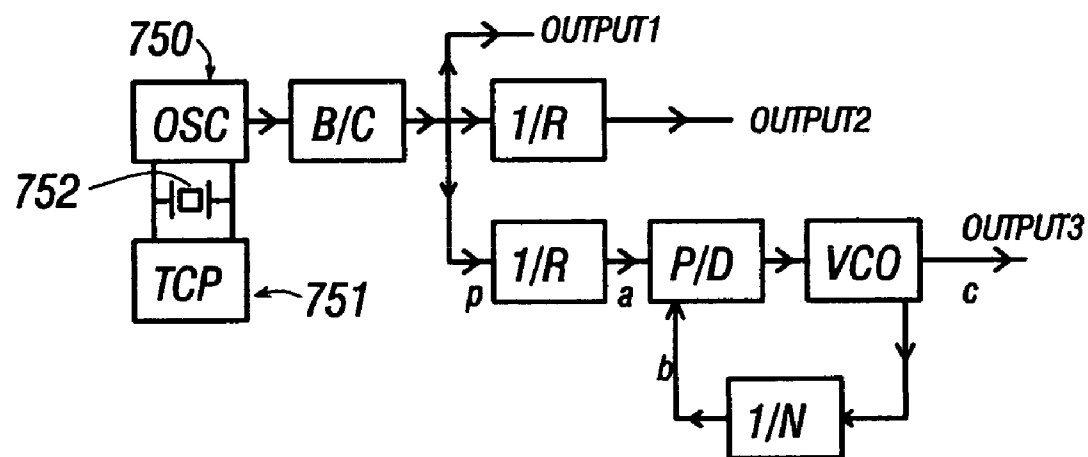 750
OUTPUT1
OSC
B/C
1/R
OUTPUT2
752
OUTPUT3
TCP
751
p
1/R
a
P/D
VCO
c
b
1/N